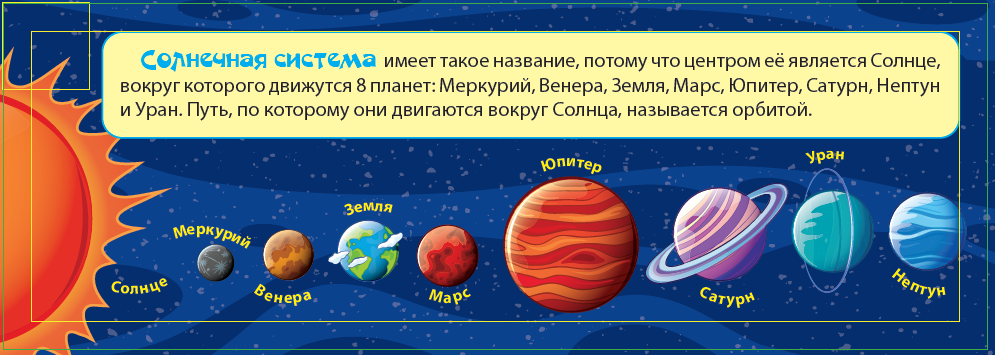 Солнечная система имеет такое название, потому что центром её является Солнце,
вокруг которого движутся 8 планет: Меркурий, Венера, Земля, Марс, Юпитер, Сатурн, Нептун
и Уран. Путь, по которому они двигаются вокруг Солнца, называется орбитой.
Солнце
Меркурий
Венера
Земля
Марс
Юпитер
Сатурн
Уран
Нептун